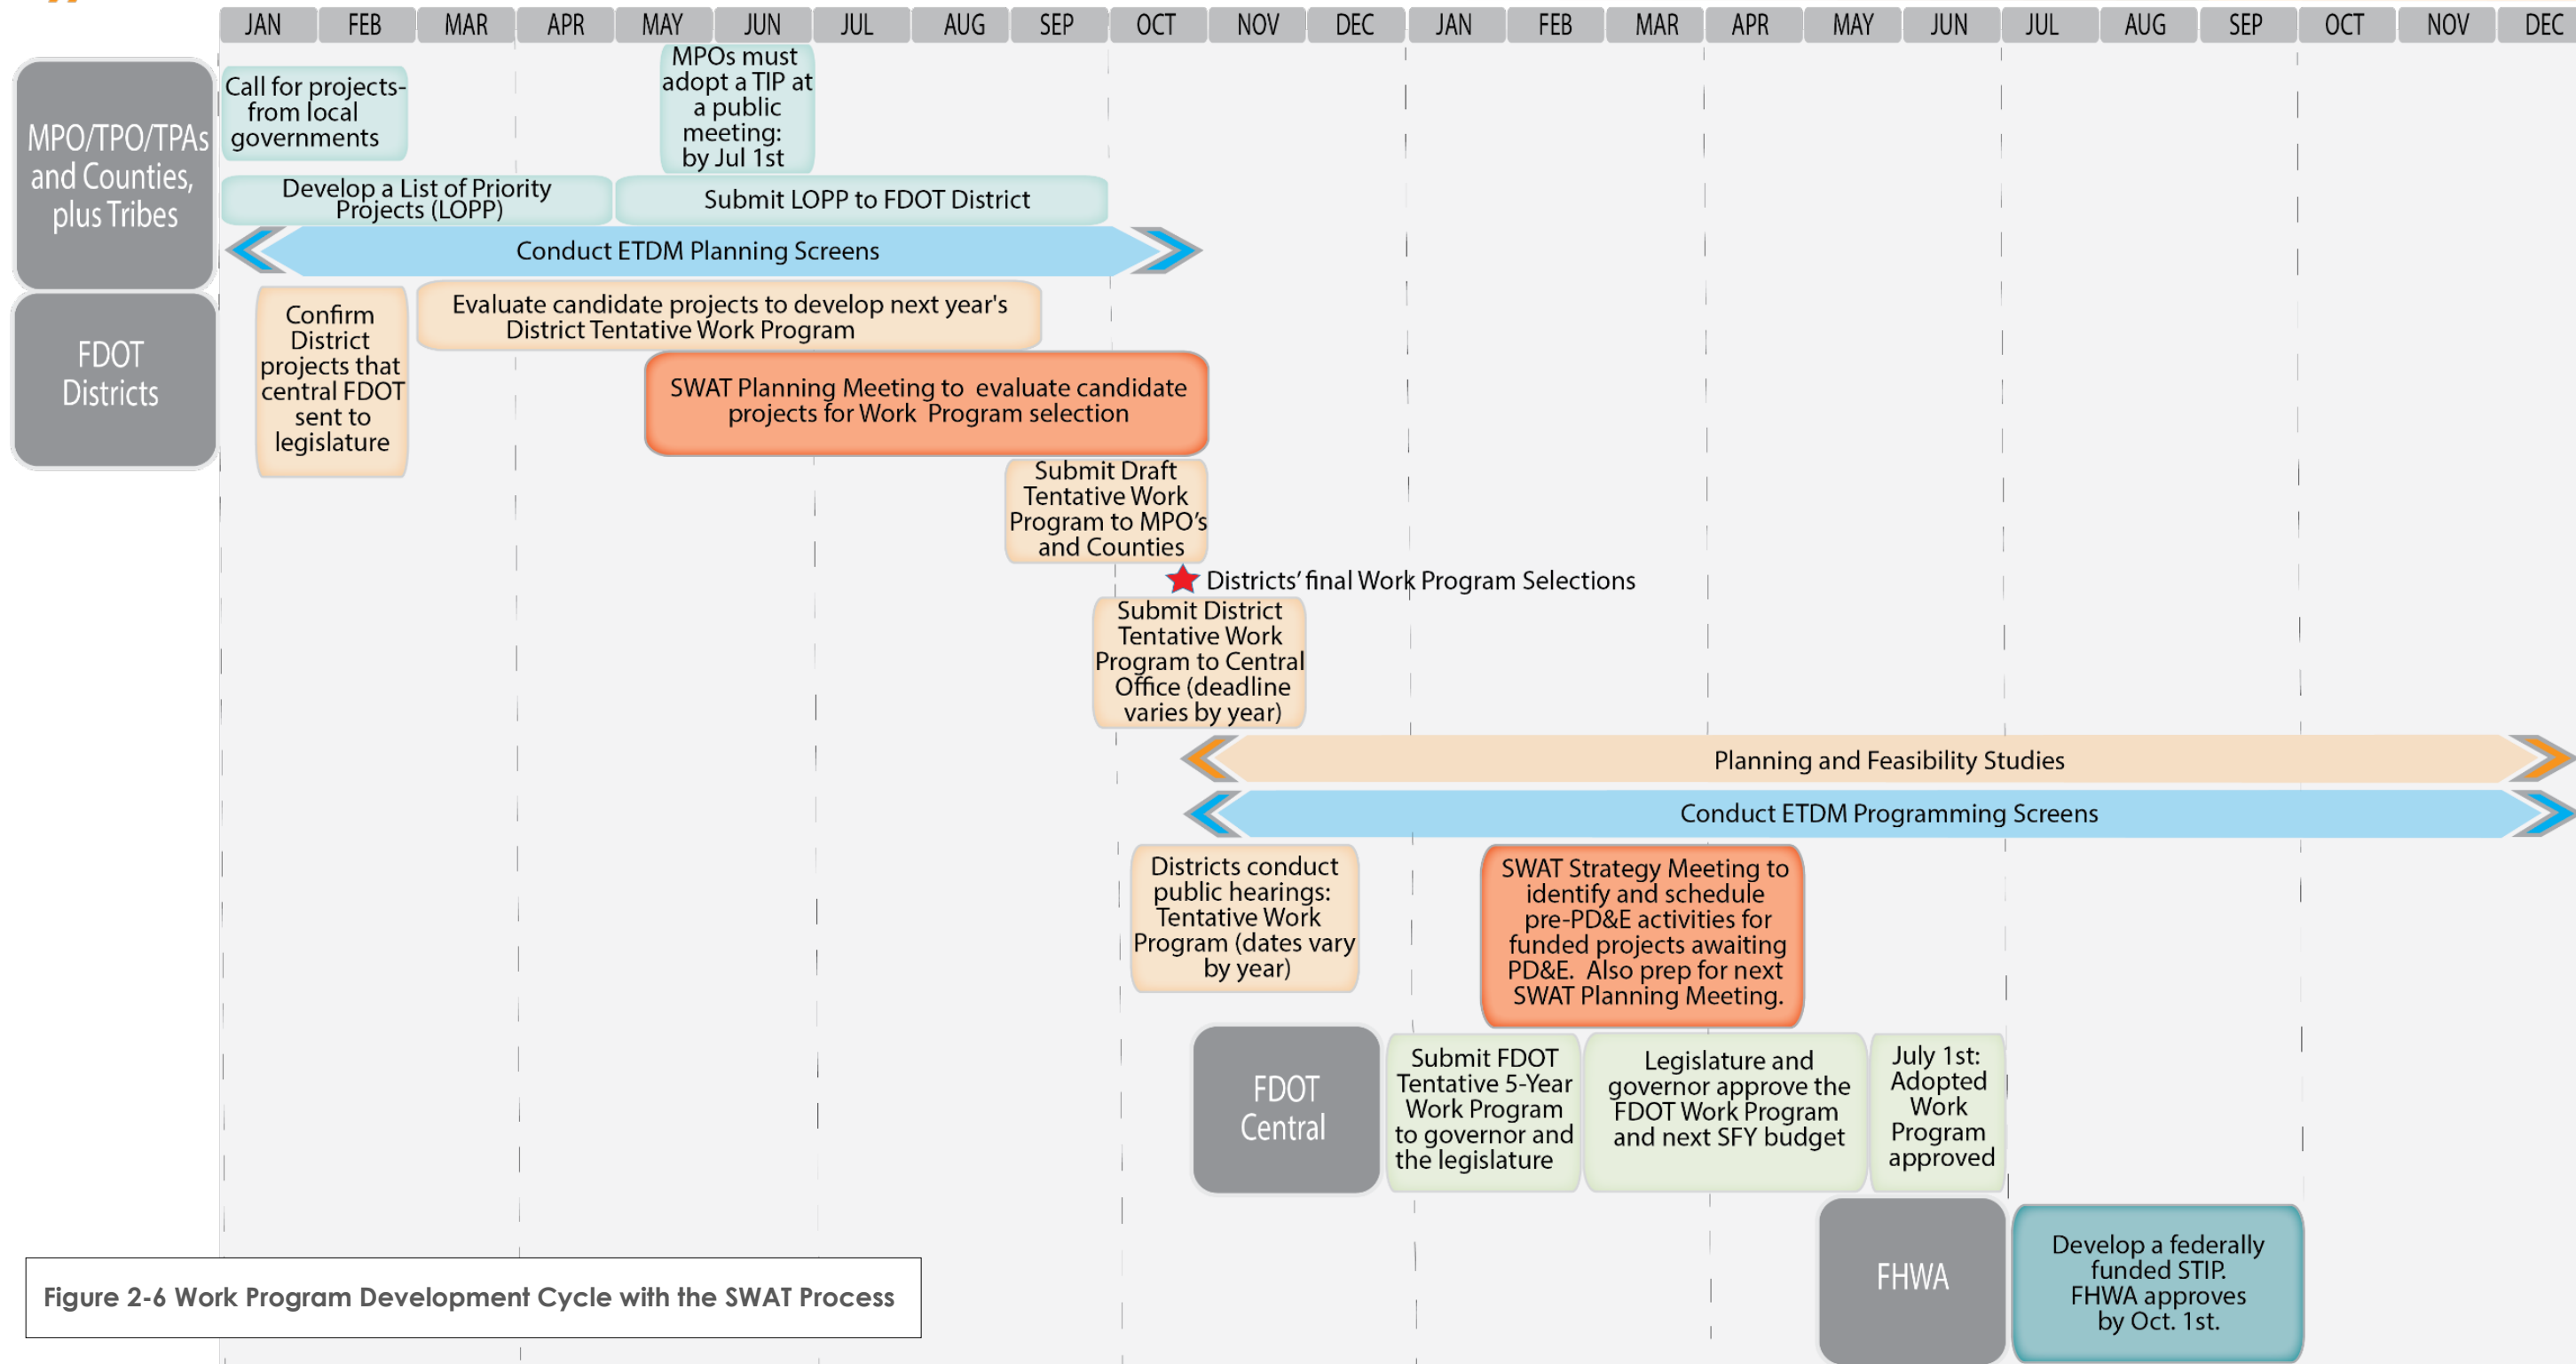 JAN FEB MAR APR MAY JUN JUL AUG SEP OCT NOV DEC JAN FEB MAR APR MAY JUN JUL AUG SEP OCT NOV DEC
MPO/TPO/TPAs
and Counties,
plus Tribes
Call for projects-
from local
governments
MPOs must
adopt a TIP at
a public
meeting:
by Jul 1st
Develop a List of Priority
Projects (LOPP)
Submit LOPP to FDOT District
Conduct ETDM Planning Screens
FDOT
Districts
Confirm
District
projects that
central FDOT
sent to
legislature
Evaluate candidate projects to develop next year's
District Tentative Work Program
SWAT Planning Meeting to evaluate candidate
projects for Work Program selection
Submit Draft
Tentative Work
Program to MPO’s
and Counties
Districts’ final Work Program Selections
Submit District
Tentative Work
Program to Central
Office (deadline
varies by year)
Planning and Feasibility Studies
Conduct ETDM Programming Screens
Districts conduct
public hearings:
Tentative Work
Program (dates vary
by year)
SWAT Strategy Meeting to
identify and schedule
pre-PD&E activities for
funded projects awaiting
PD&E. Also prep for next
SWAT Planning Meeting.
FDOT
Central
Submit FDOT
Tentative 5-Year
Work Program
to governor and
the legislature
Legislature and
governor approve the
FDOT Work Program
and next SFY budget
July 1st:
Adopted
Work
Program
approved
FHWA
Develop a federally
funded STIP.
FHWA approves
by Oct. 1st.
Figure 2-6 Work Program Development Cycle with the SWAT Process